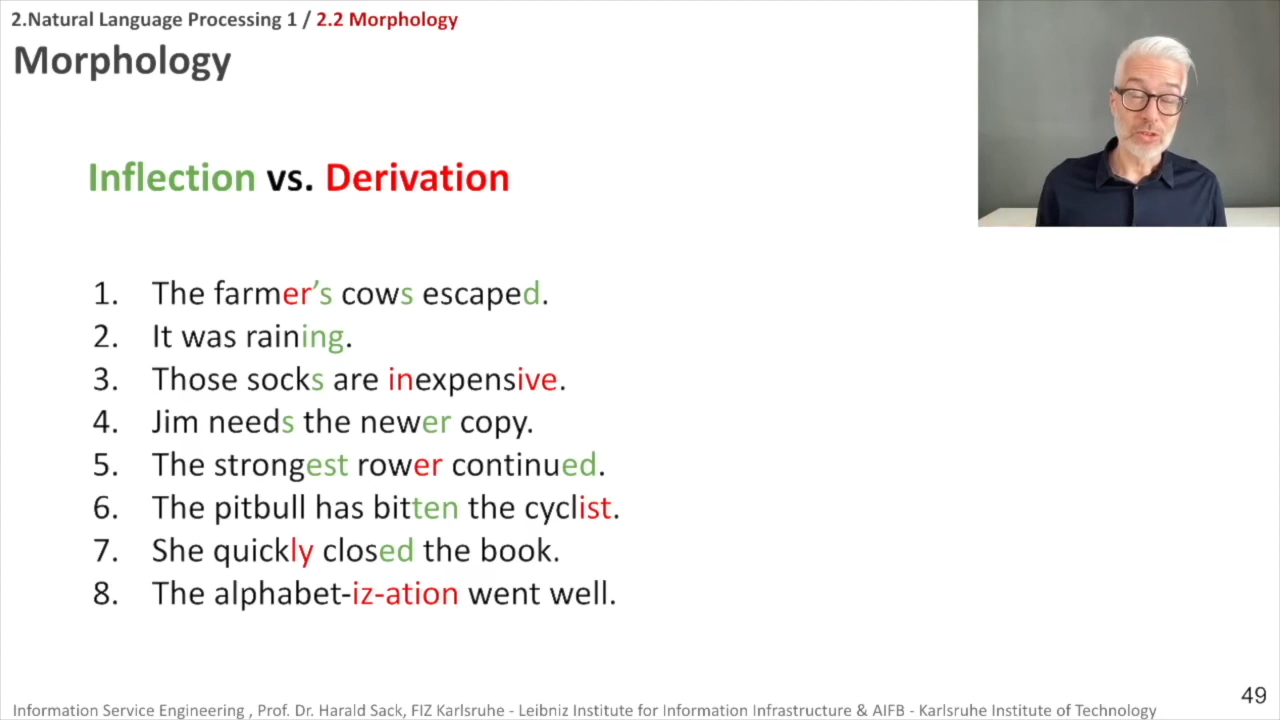 2.Natural Language Processing 1 / 2.2 Morphology
Morphology
Inflection vs. Derivation
1. The farmer's cows escaped.
2. It was raining.
3. Those socks are inexpensive.
4. Jim needs the newer copy.
5. The strongest rower continued.
6. The pitbull has bitten the cyclist.
7. She quickly closed the book.
8. The alphabet-iz-ation went well.
49
Information Service Engineering , Prof. Dr. Harald Sack, FIZ Karlsruhe - Leibniz Institute for Information Infrastructure & AIFB - Karlsruhe Institute of Technology